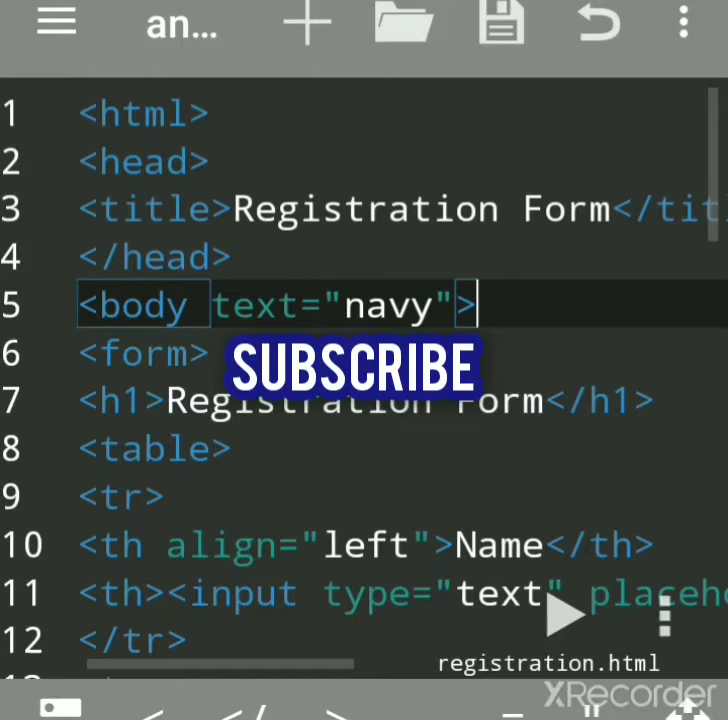 an...
1 <html>
2 <head>
3 <title>Registration Form</tit
4 </head>
5 <body text="navy">
6 <form>
SUBSCRIBE
7 <h1>Registration Form</h1>
8 <table>
9 <tr>
10 <th align="left">Name</th>
11 <th><input type="text" placeho
12 </tr>
registration.html
XRecorder
< </ > = "